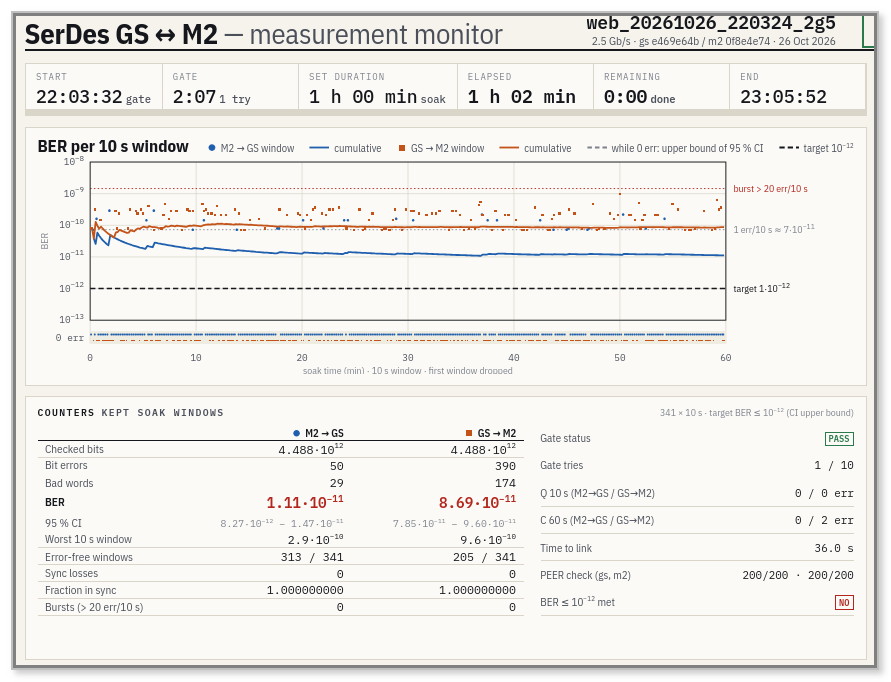 SerDes GS ↔ M2 — measurement monitor
web_20261026_220324_2g5
2.5 Gb/s · gs e469e64b / m2 0f8e4e74 · 26 Oct 2026
START GATE SET DURATION ELAPSED REMAINING END
22:03:32 gate 2:07 1 try 1 h 00 min soak 1 h 02 min 0:00 done 23:05:52
BER per 10 s window M2→GS window cumulative GS→M2 window cumulative while 0 err: upper bound of 95 % CI target 10⁻¹²
10⁻⁸
10⁻⁹
burst > 20 err/10 s
10⁻¹⁰
1 err/10 s ≈ 7·10⁻¹¹
BER
10⁻¹¹
10⁻¹²
target 1·10⁻¹²
10⁻¹³
0 err
0 10 20 30 40 50 60
soak time (min) · 10 s window · first window dropped
COUNTERS KEPT SOAK WINDOWS
341 × 10 s · target BER ≤ 10⁻¹² (CI upper bound)
M2→GS GS→M2
Checked bits 4.488·10¹² 4.488·10¹²
Bit errors 50 390
Bad words 29 174
BER 1.11·10⁻¹¹ 8.69·10⁻¹¹
95 % CI 8.27·10⁻¹² – 1.47·10⁻¹¹ 7.85·10⁻¹¹ – 9.60·10⁻¹¹
Worst 10 s window 2.9·10⁻¹⁰ 9.6·10⁻¹⁰
Error-free windows 313 / 341 205 / 341
Sync losses 0 0
Fraction in sync 1.000000000 1.000000000
Bursts (> 20 err/10 s) 0 0
Gate status PASS
Gate tries 1 / 10
Q 10 s (M2→GS / GS→M2) 0 / 0 err
C 60 s (M2→GS / GS→M2) 0 / 2 err
Time to link 36.0 s
PEER check (gs, m2) 200/200 · 200/200
BER ≤ 10⁻¹² met NO